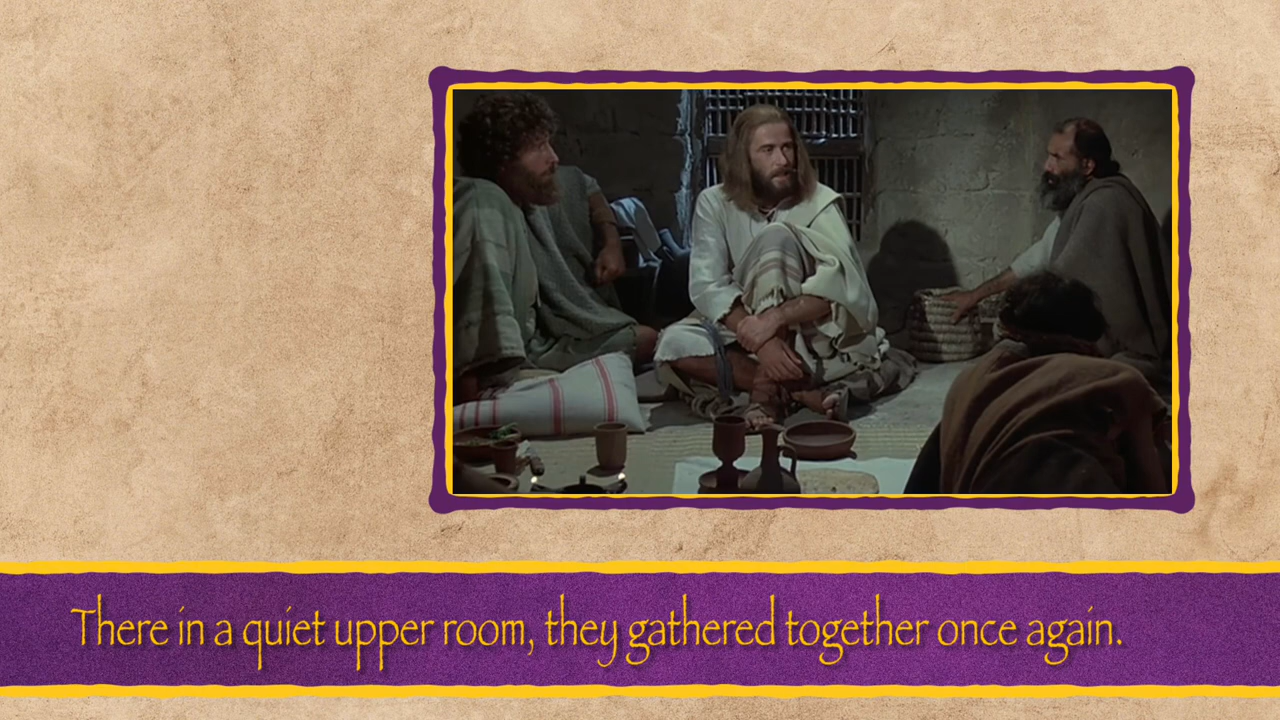 There in a quiet upper room, they gathered together once again.